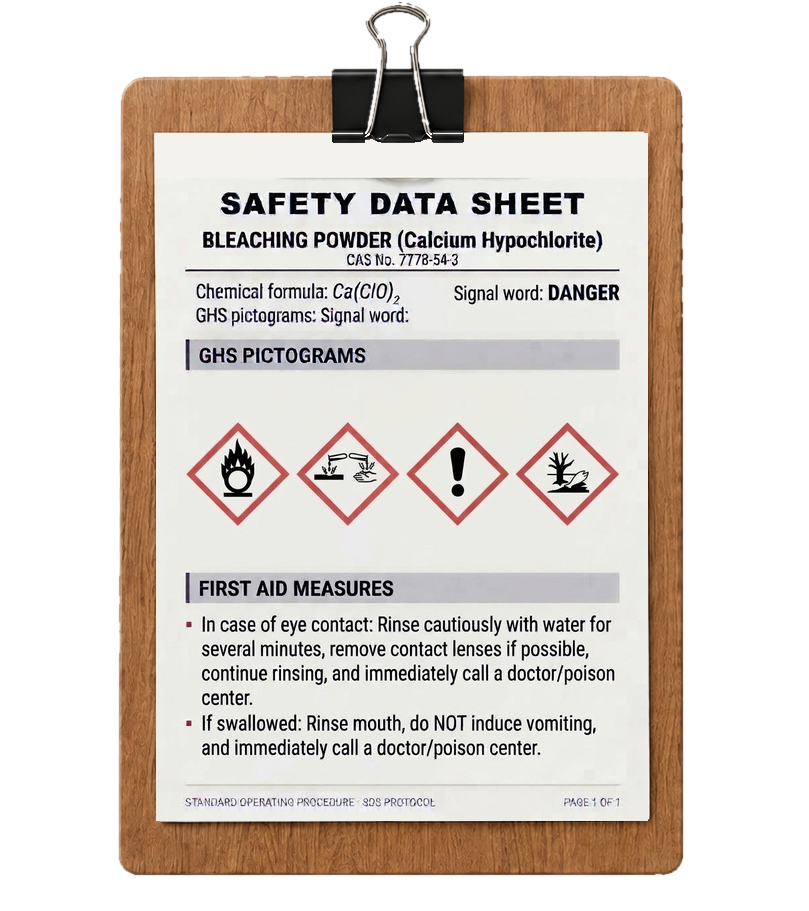 SAFETY DATA SHEET
BLEACHING POWDER (Calcium Hypochlorite)
CAS No. 7778-54-3
Chemical formula: Ca(ClO)₂ Signal word: DANGER
GHS pictograms: Signal word:
GHS PICTOGRAMS
FIRST AID MEASURES
▪ In case of eye contact: Rinse cautiously with water for
several minutes, remove contact lenses if possible,
continue rinsing, and immediately call a doctor/poison
center.
▪ If swallowed: Rinse mouth, do NOT induce vomiting,
and immediately call a doctor/poison center.
STANDARD OPERATING PROCEDURE · SDS PROTOCOL PAGE 1 OF 1